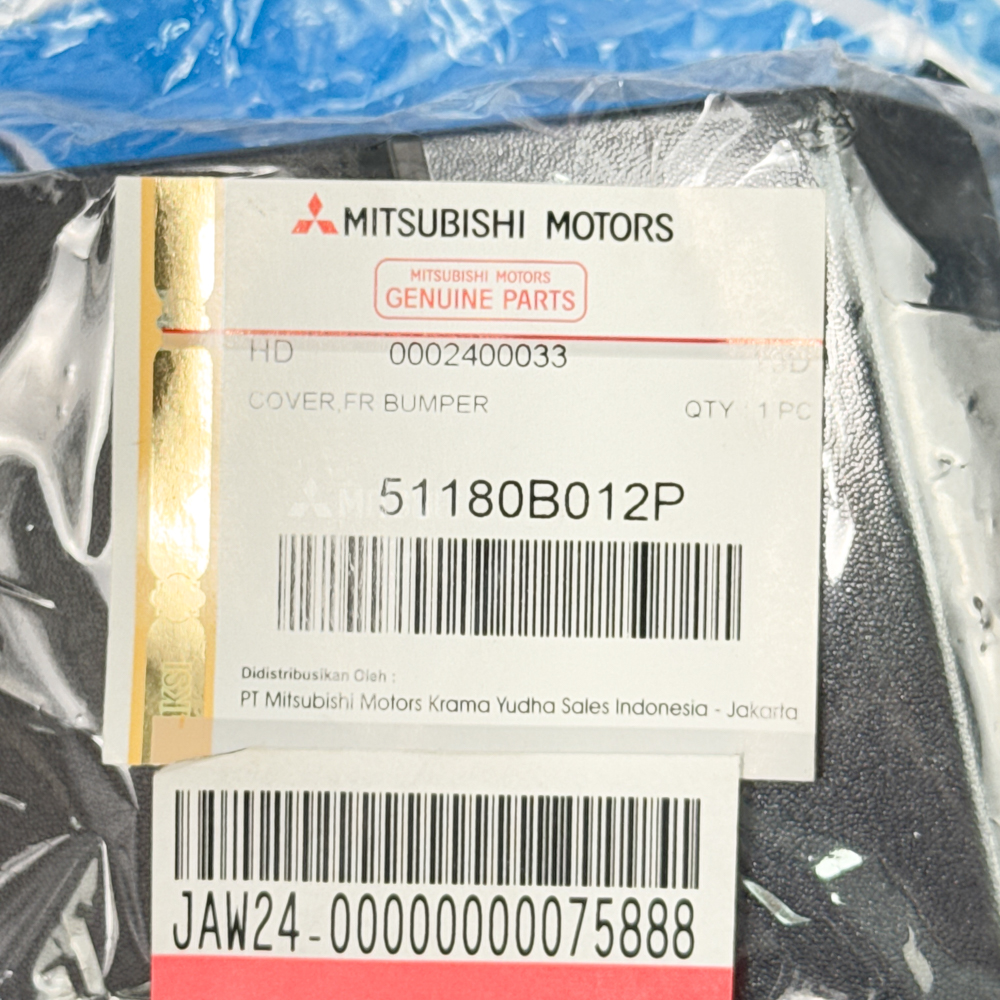 MITSUBISHI MOTORS
MITSUBISHI MOTORS
GENUINE PARTS
HD 0002400033
COVER,FR BUMPER QTY : 1 PC
51180B012P
Didistribusikan Oleh :
PT Mitsubishi Motors Krama Yudha Sales Indonesia - Jakarta
JAW24-00000000075888